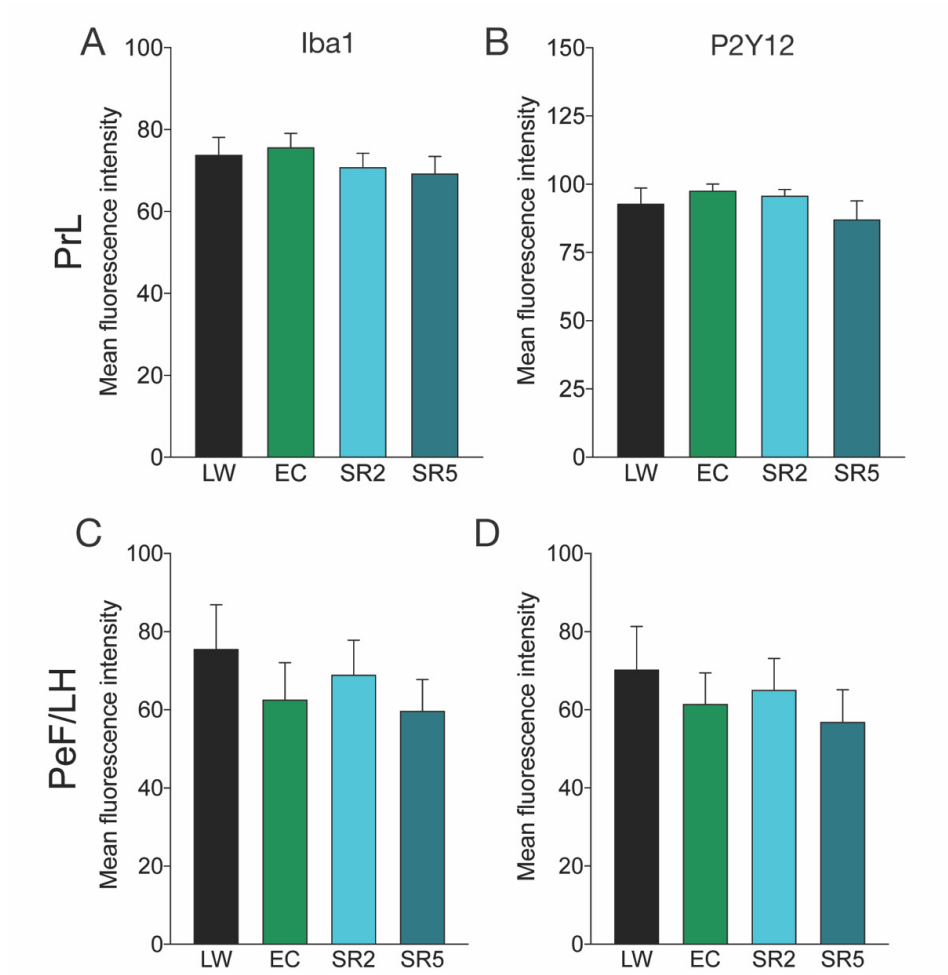 A
Iba1
B
P2Y12
PrL
Mean fluorescence intensity
100
80
60
40
20
0
LW EC SR2 SR5
Mean fluorescence intensity
150
125
100
75
50
25
0
LW EC SR2 SR5
C
D
PeF/LH
Mean fluorescence intensity
100
80
60
40
20
0
LW EC SR2 SR5
Mean fluorescence intensity
100
80
60
40
20
0
LW EC SR2 SR5